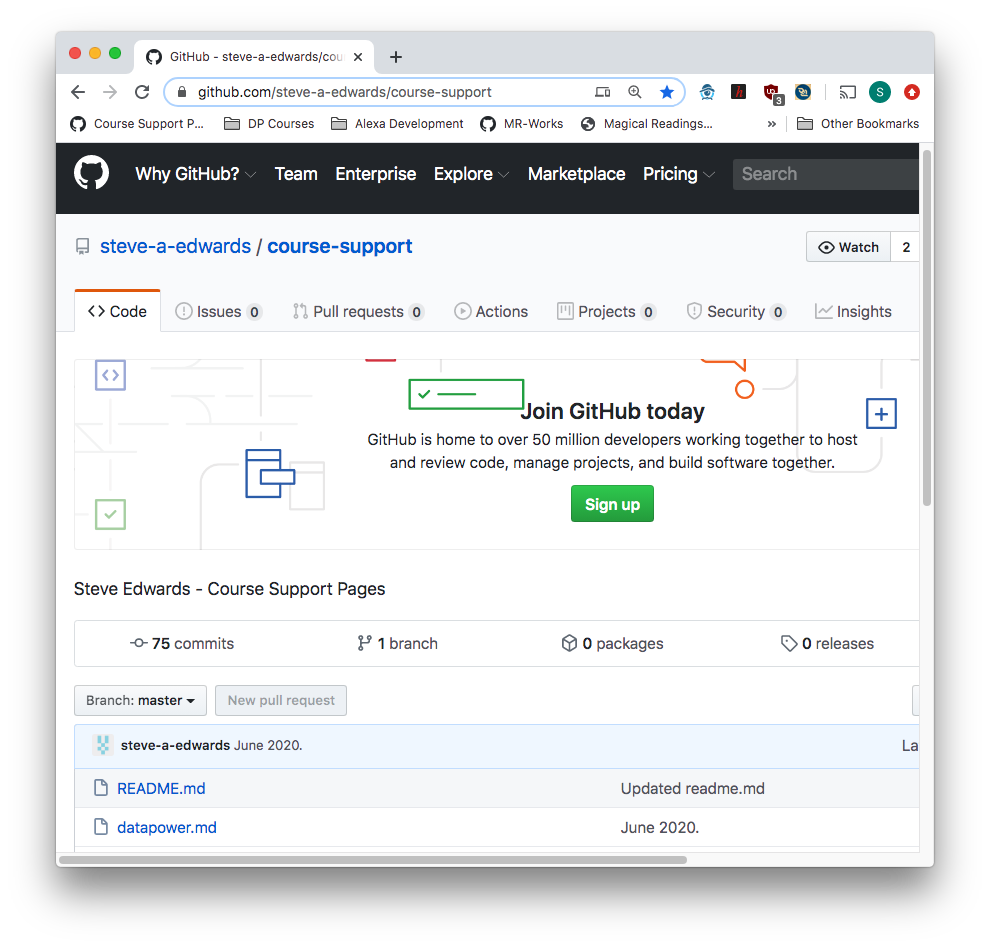 GitHub - steve-a-edwards/cou
github.com/steve-a-edwards/course-support
3
S
Course Support P... DP Courses Alexa Development MR-Works Magical Readings... » Other Bookmarks
Why GitHub? Team Enterprise Explore Marketplace Pricing Search
steve-a-edwards / course-support
Watch 2
Code Issues 0 Pull requests 0 Actions Projects 0 Security 0 Insights
Join GitHub today
GitHub is home to over 50 million developers working together to host
and review code, manage projects, and build software together.
Sign up
Steve Edwards - Course Support Pages
75 commits 1 branch 0 packages 0 releases
Branch: master New pull request
steve-a-edwards June 2020. La
README.md Updated readme.md
datapower.md June 2020.